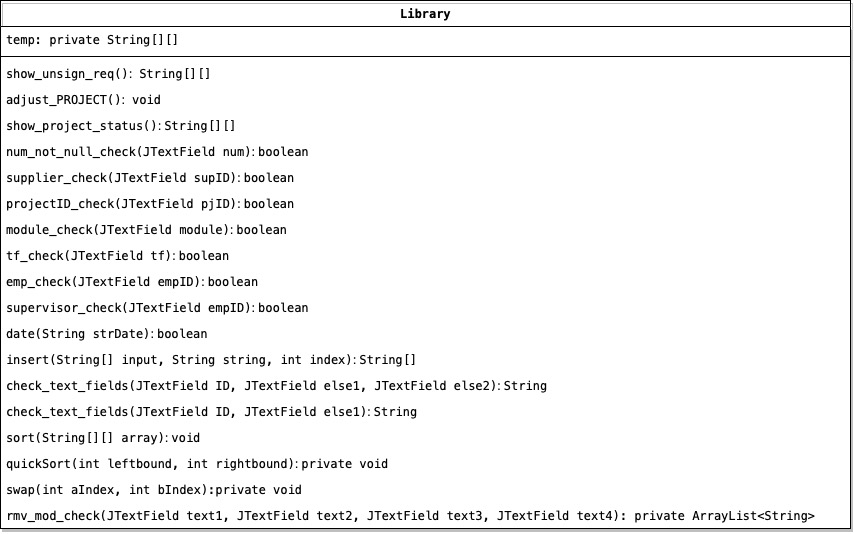 Library
temp: private String[][]
show_unsign_req(): String[][]
adjust_PROJECT(): void
show_project_status():String[][]
num_not_null_check(JTextField num):boolean
supplier_check(JTextField supID):boolean
projectID_check(JTextField pjID):boolean
module_check(JTextField module):boolean
tf_check(JTextField tf):boolean
emp_check(JTextField empID):boolean
supervisor_check(JTextField empID):boolean
date(String strDate):boolean
insert(String[] input, String string, int index):String[]
check_text_fields(JTextField ID, JTextField else1, JTextField else2):String
check_text_fields(JTextField ID, JTextField else1):String
sort(String[][] array):void
quickSort(int leftbound, int rightbound):private void
swap(int aIndex, int bIndex):private void
rmv_mod_check(JTextField text1, JTextField text2, JTextField text3, JTextField text4): private ArrayList<String>